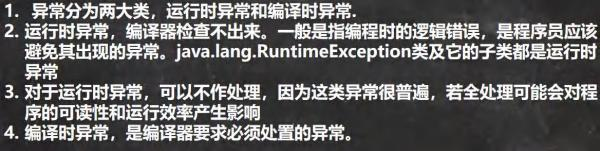 1. 异常分为两大类，运行时异常和编译时异常.
2. 运行时异常，编译器检查不出来。一般是指编程时的逻辑错误，是程序员应该
避免其出现的异常。java.lang.RuntimeException类及它的子类都是运行时
异常
3. 对于运行时异常，可以不作处理，因为这类异常很普遍，若全处理可能会对程
序的可读性和运行效率产生影响
4. 编译时异常，是编译器要求必须处置的异常。